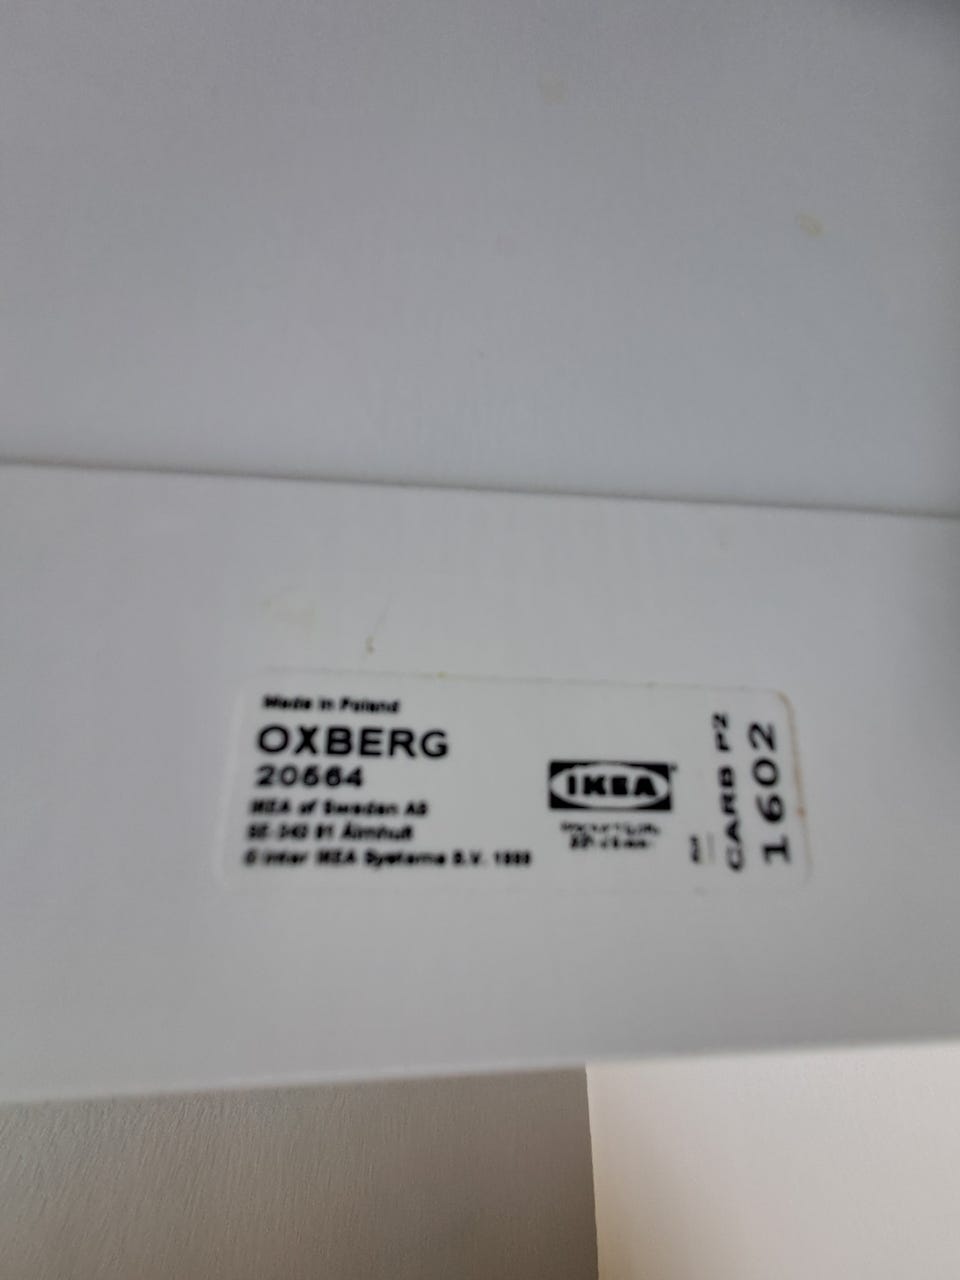 Made in Poland
OXBERG
20664
IKEA of Sweden AB
SE-343 81 Älmhult
© Inter IKEA Systems B.V. 1999
IKEA
CARB P2
1602